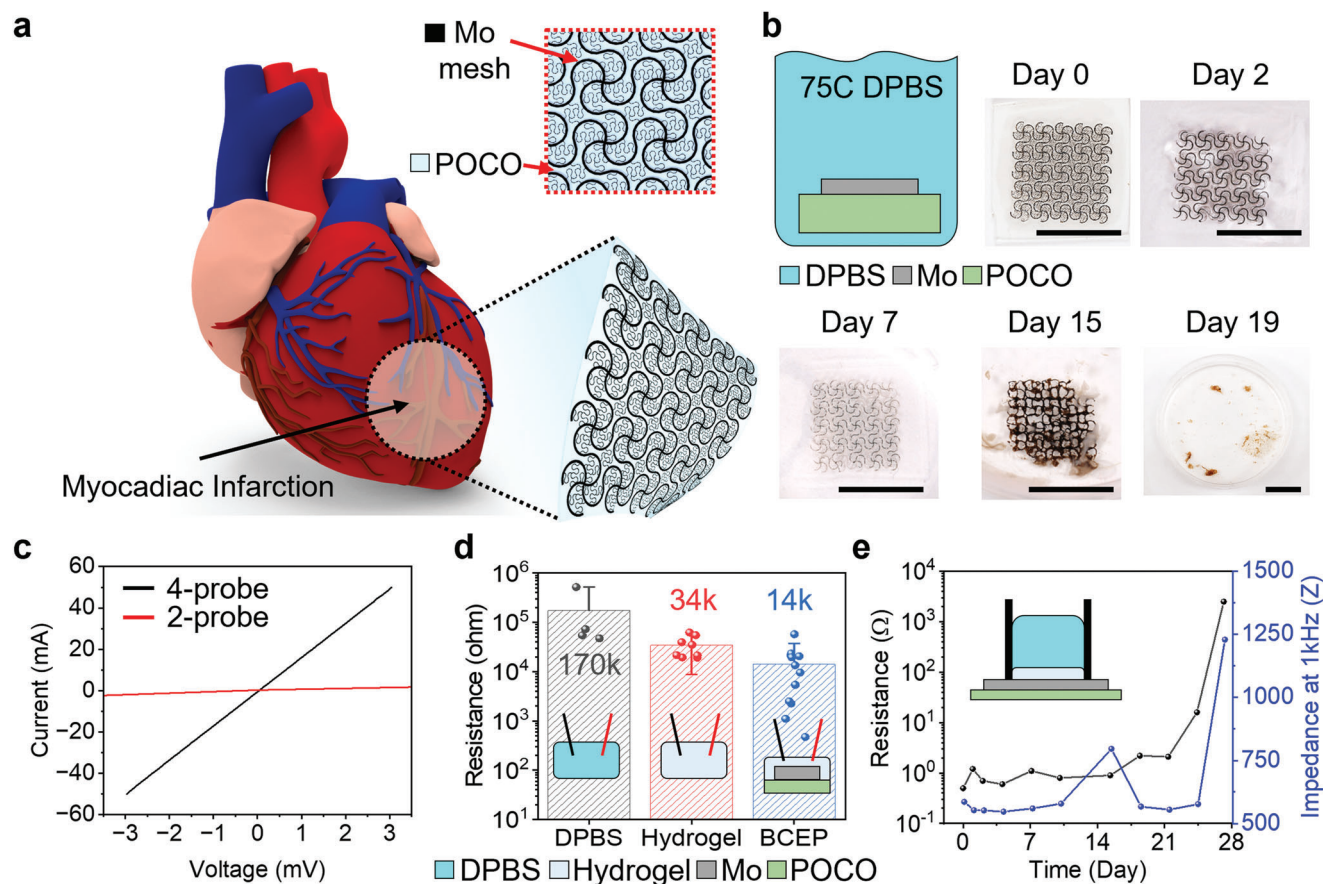 a
Mo
mesh
POCO
Myocadiac Infarction
b
75C DPBS
Day 0
Day 2
DPBS Mo POCO
Day 7
Day 15
Day 19
c
Current (mA)
60
40
20
0
−20
−40
−60
4-probe
2-probe
−3 −2 −1 0 1 2 3
Voltage (mV)
d
Resistance (ohm)
10^6
10^5
10^4
10^3
10^2
10^1
170k
34k
14k
DPBS Hydrogel BCEP
DPBS Hydrogel Mo POCO
e
Resistance (Ω)
10^4
10^3
10^2
10^1
10^0
10^-1
0 7 14 21 28
Time (Day)
1500
1250
1000
750
500
Impedance at 1kHz (Z)